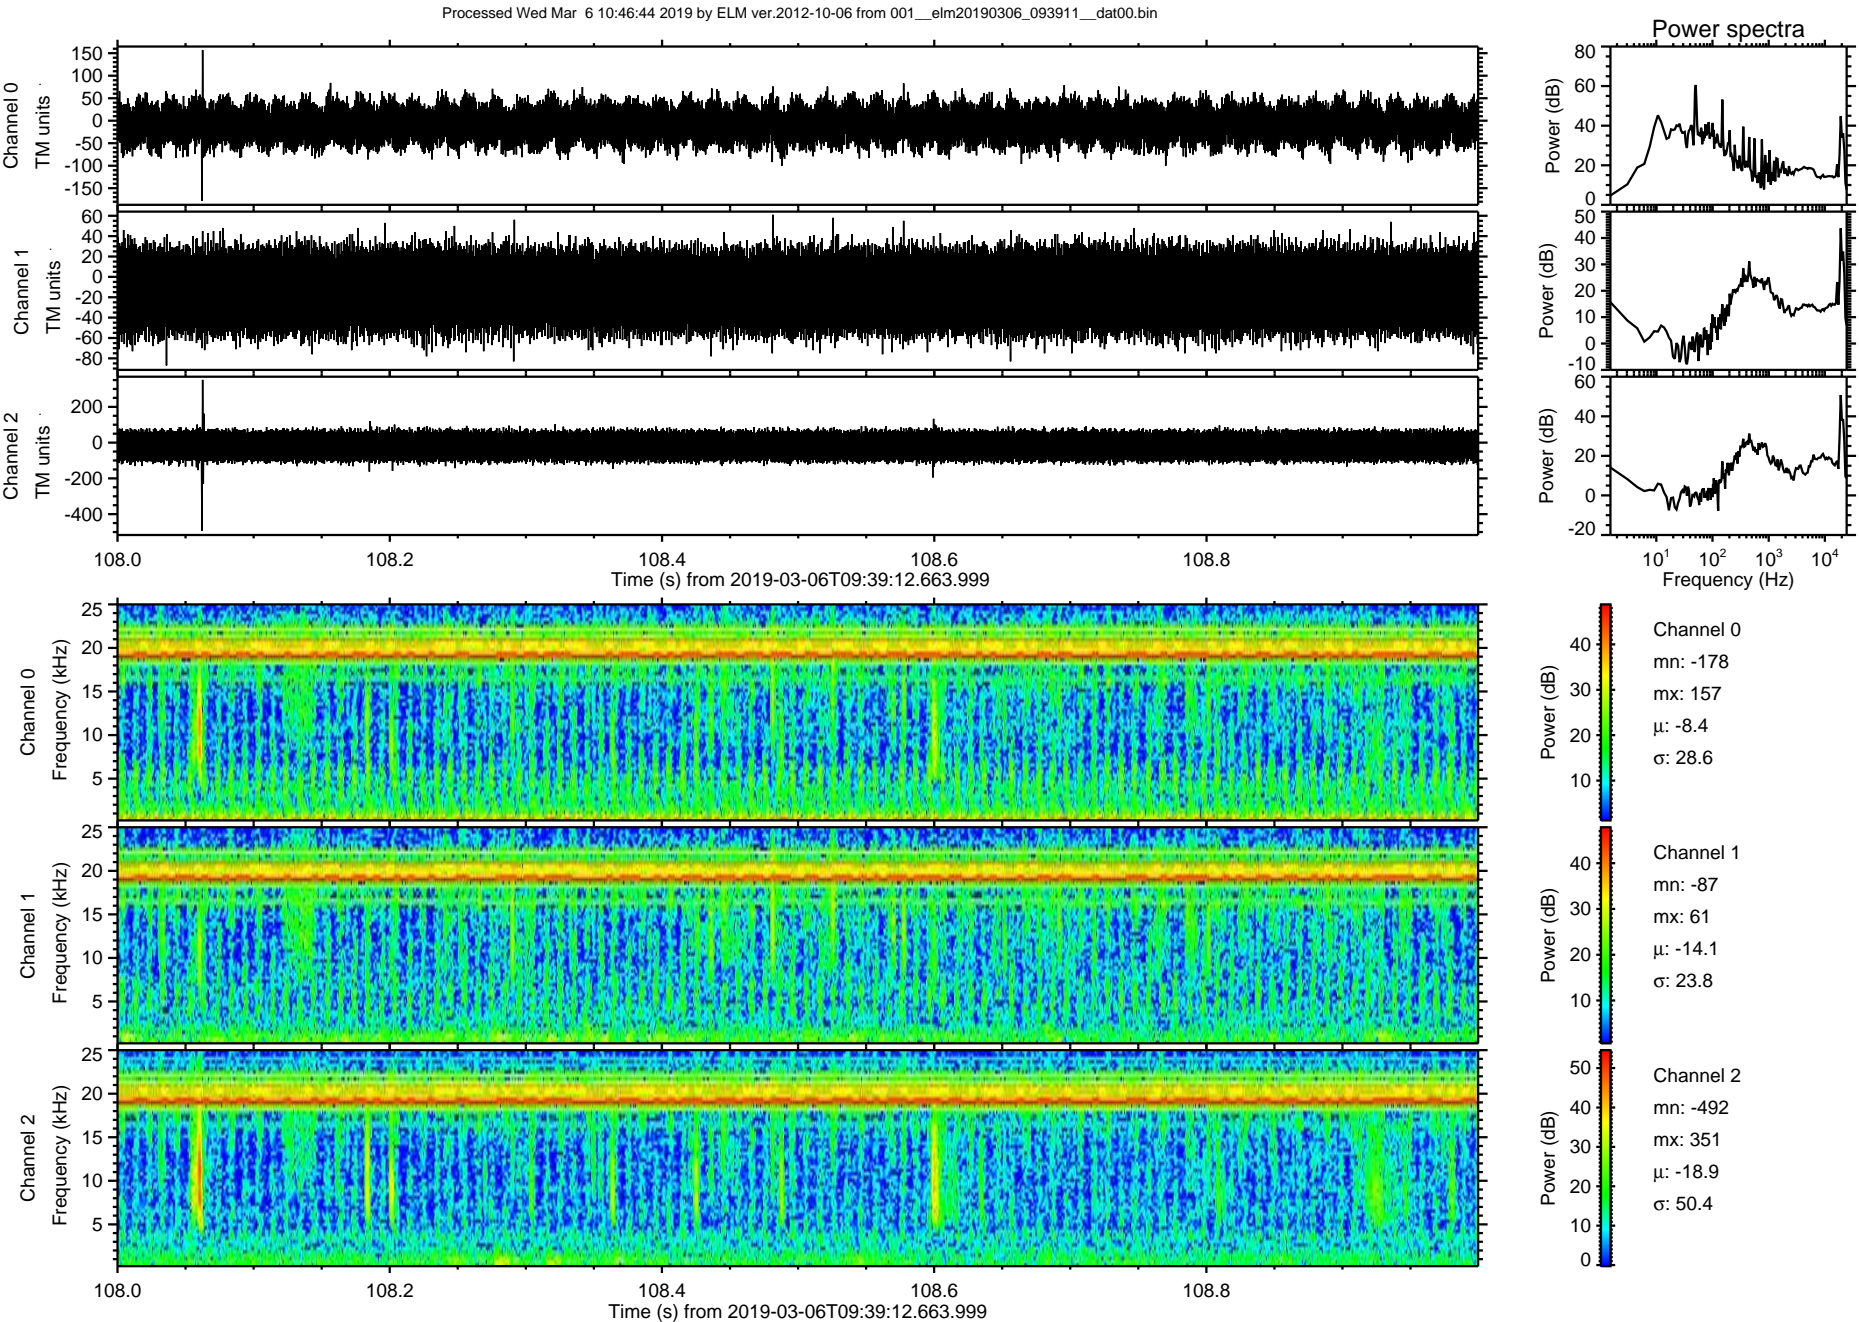 Processed Wed Mar  6 10:46:44 2019 by ELM ver.2012-10-06 from 001__elm20190306_093911__dat00.bin
Power spectra
Channel 0
TM units
150
100
50
0
-50
-100
-150
Power (dB)
80
60
40
20
0
Channel 1
TM units
60
40
20
0
-20
-40
-60
-80
Power (dB)
50
40
30
20
10
0
-10
Channel 2
TM units
200
0
-200
-400
Power (dB)
60
40
20
0
-20
108.0 108.2 108.4 108.6 108.8
Time (s) from 2019-03-06T09:39:12.663.999
10¹ 10² 10³ 10⁴
Frequency (Hz)
Channel 0
Frequency (kHz)
25
20
15
10
5
Power (dB)
40
30
20
10
Channel 0
mn: -178
mx: 157
µ: -8.4
σ: 28.6
Channel 1
Frequency (kHz)
25
20
15
10
5
Power (dB)
40
30
20
10
Channel 1
mn: -87
mx: 61
µ: -14.1
σ: 23.8
Channel 2
Frequency (kHz)
25
20
15
10
5
Power (dB)
50
40
30
20
10
0
Channel 2
mn: -492
mx: 351
µ: -18.9
σ: 50.4
108.0 108.2 108.4 108.6 108.8
Time (s) from 2019-03-06T09:39:12.663.999